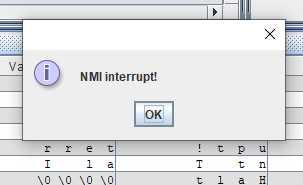 Va
NMI interrupt!
OK
r r e t ! t p u
I l a T t n
\0 \0 \0 \0 t l a H